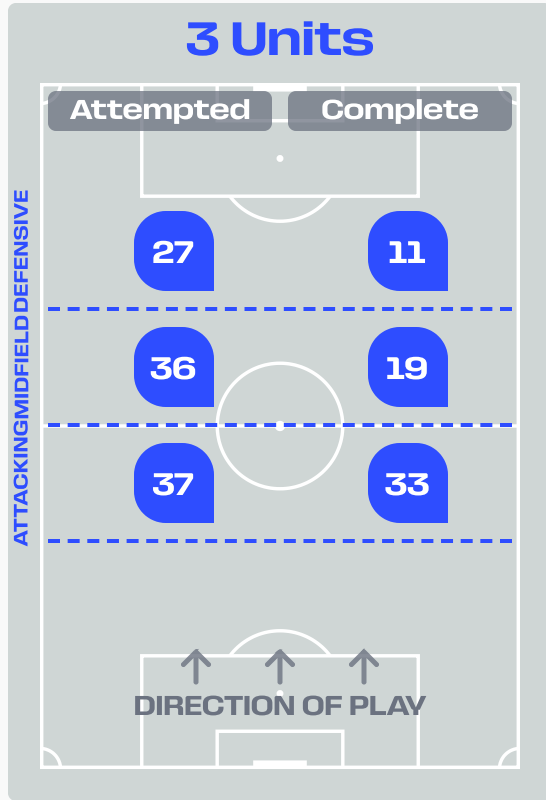 3 Units
Attempted Complete
27 11
36 19
37 33
ATTACKING MIDFIELD DEFENSIVE
DIRECTION OF PLAY